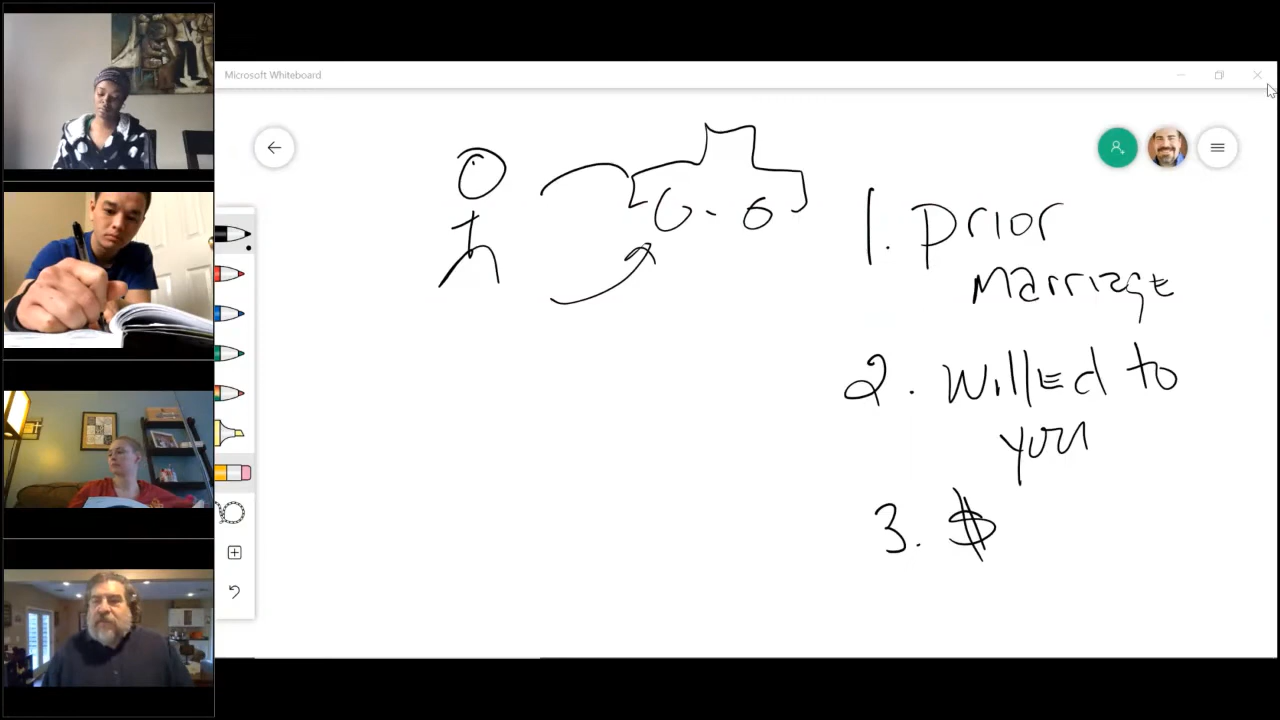 Microsoft Whiteboard
1. prior
marriage
2. Willed to
you
3. $